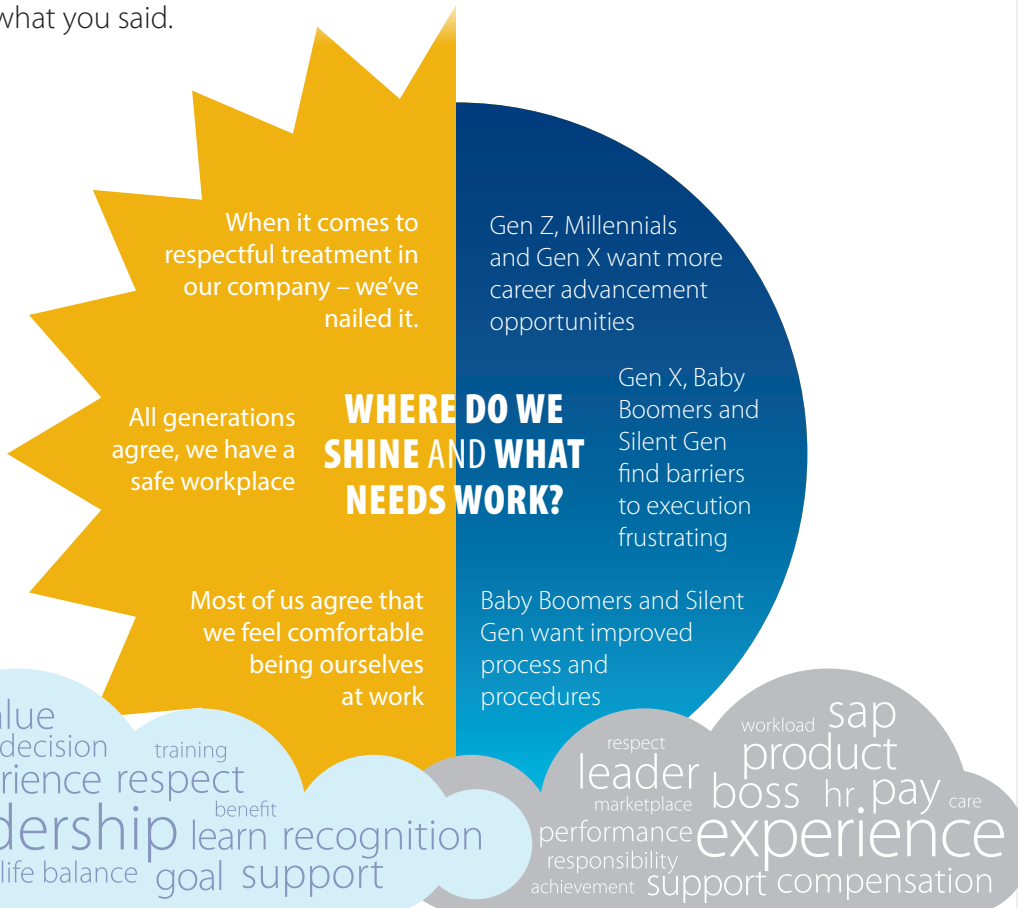 what you said.
When it comes to
respectful treatment in
our company – we've
nailed it.
All generations
agree, we have a
safe workplace
Most of us agree that
we feel comfortable
being ourselves
at work
WHERE DO WE
SHINE AND WHAT
NEEDS WORK?
Gen Z, Millennials
and Gen X want more
career advancement
opportunities
Gen X, Baby
Boomers and
Silent Gen
find barriers
to execution
frustrating
Baby Boomers and Silent
Gen want improved
process and
procedures
decision
training
respect
benefit
learn recognition
life balance
goal support
workload
sap
respect
product
leader
marketplace
boss
hr
pay
care
performance
experience
responsibility
achievement
support compensation